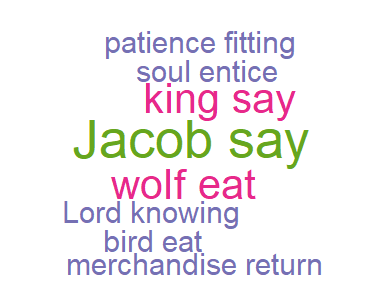 patience fitting
soul entice
king say
Jacob say
wolf eat
Lord knowing
bird eat
merchandise return